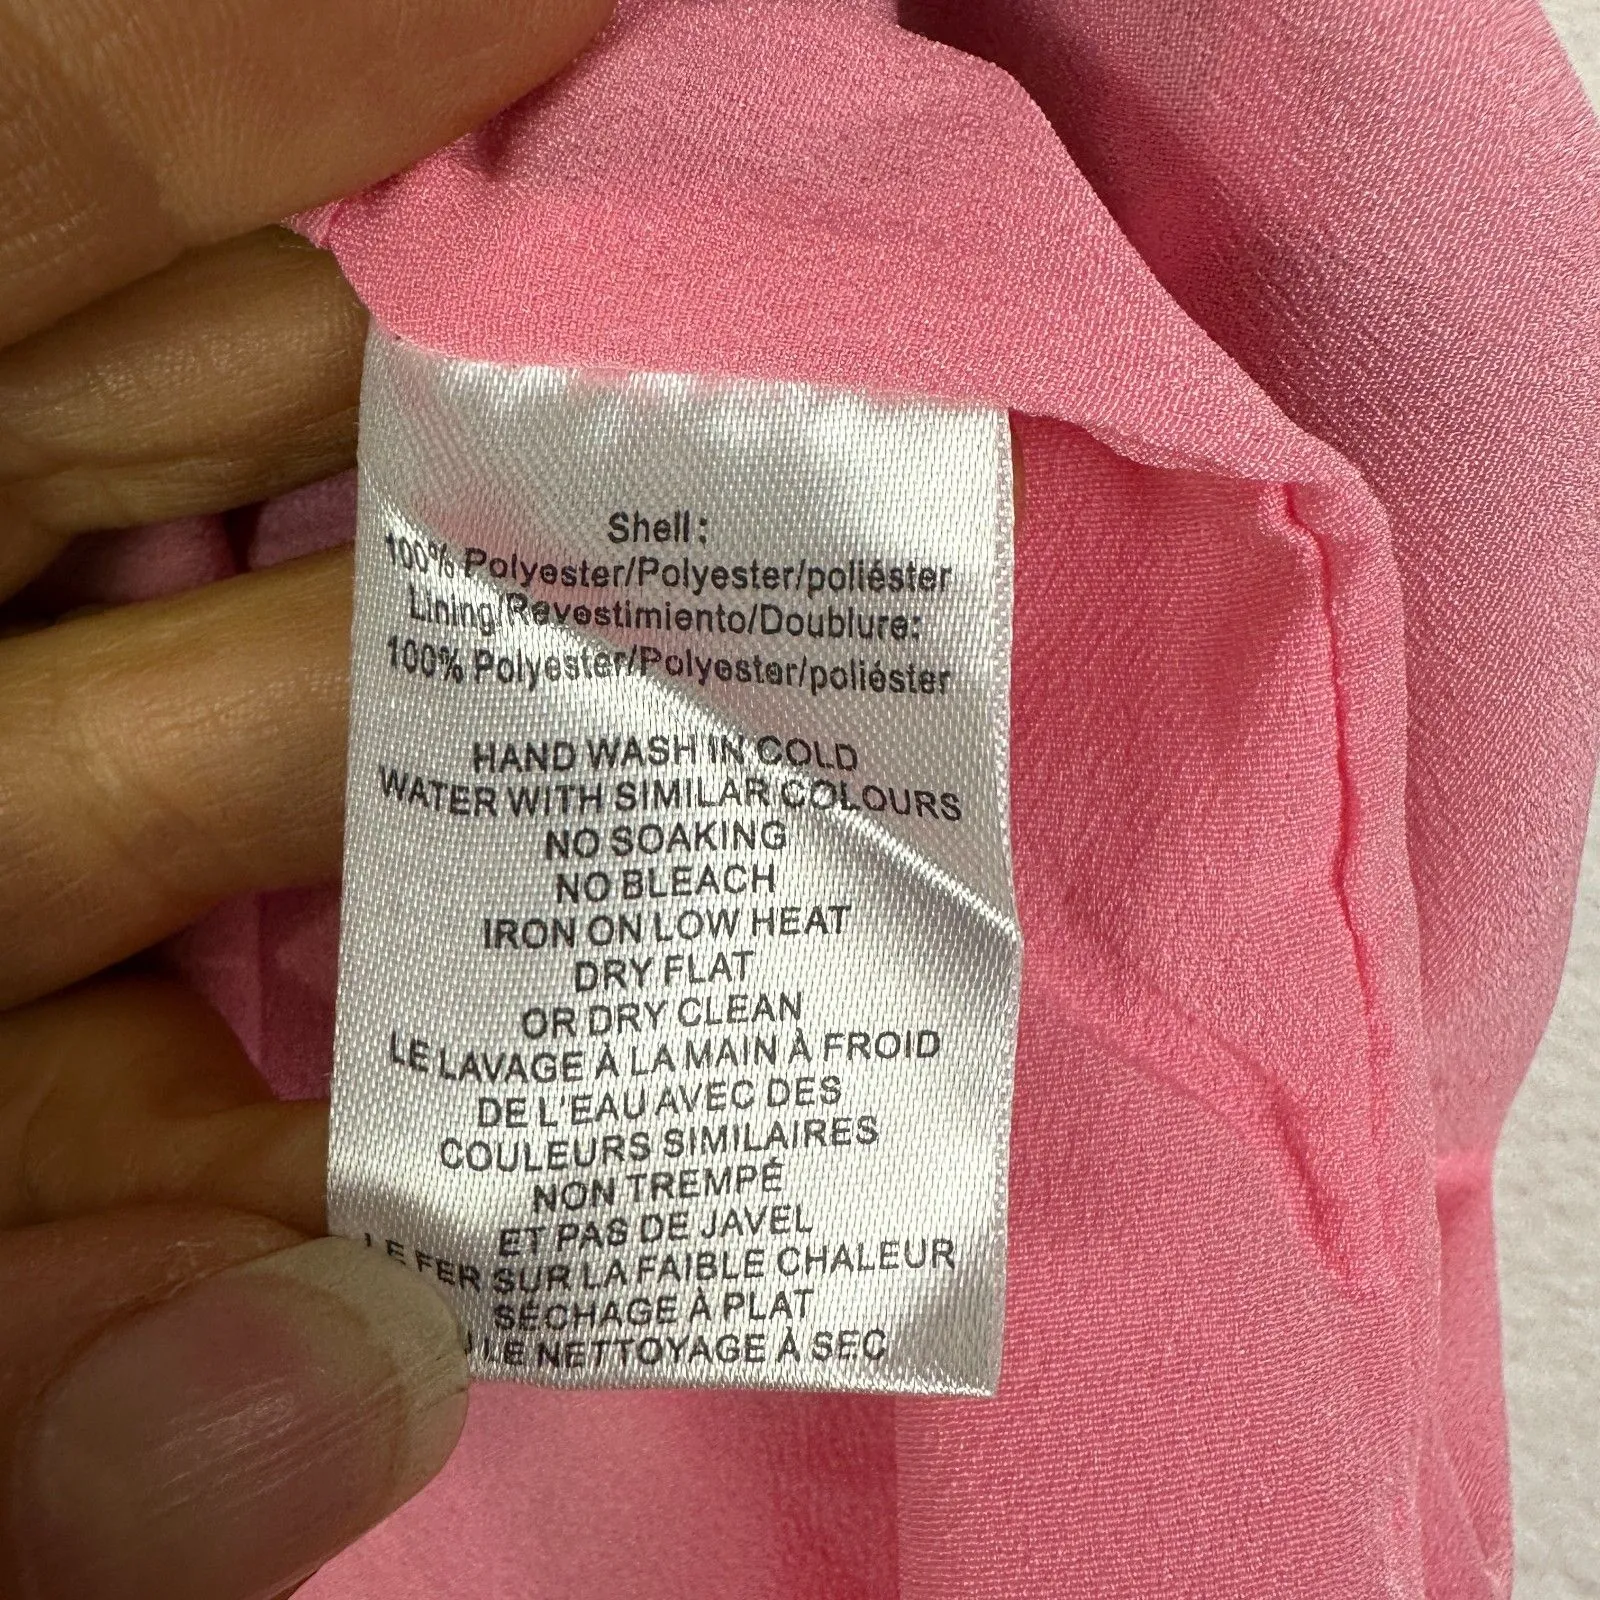 Shell:
100% Polyester/Polyester/poliéster
Lining/Revestimiento/Doublure:
100% Polyester/Polyester/poliéster
HAND WASH IN COLD
WATER WITH SIMILAR COLOURS
NO SOAKING
NO BLEACH
IRON ON LOW HEAT
DRY FLAT
OR DRY CLEAN
LE LAVAGE À LA MAIN À FROID
DE L'EAU AVEC DES
COULEURS SIMILAIRES
NON TREMPÉ
ET PAS DE JAVEL
LE FER SUR LA FAIBLE CHALEUR
SÉCHAGE À PLAT
LE NETTOYAGE À SEC